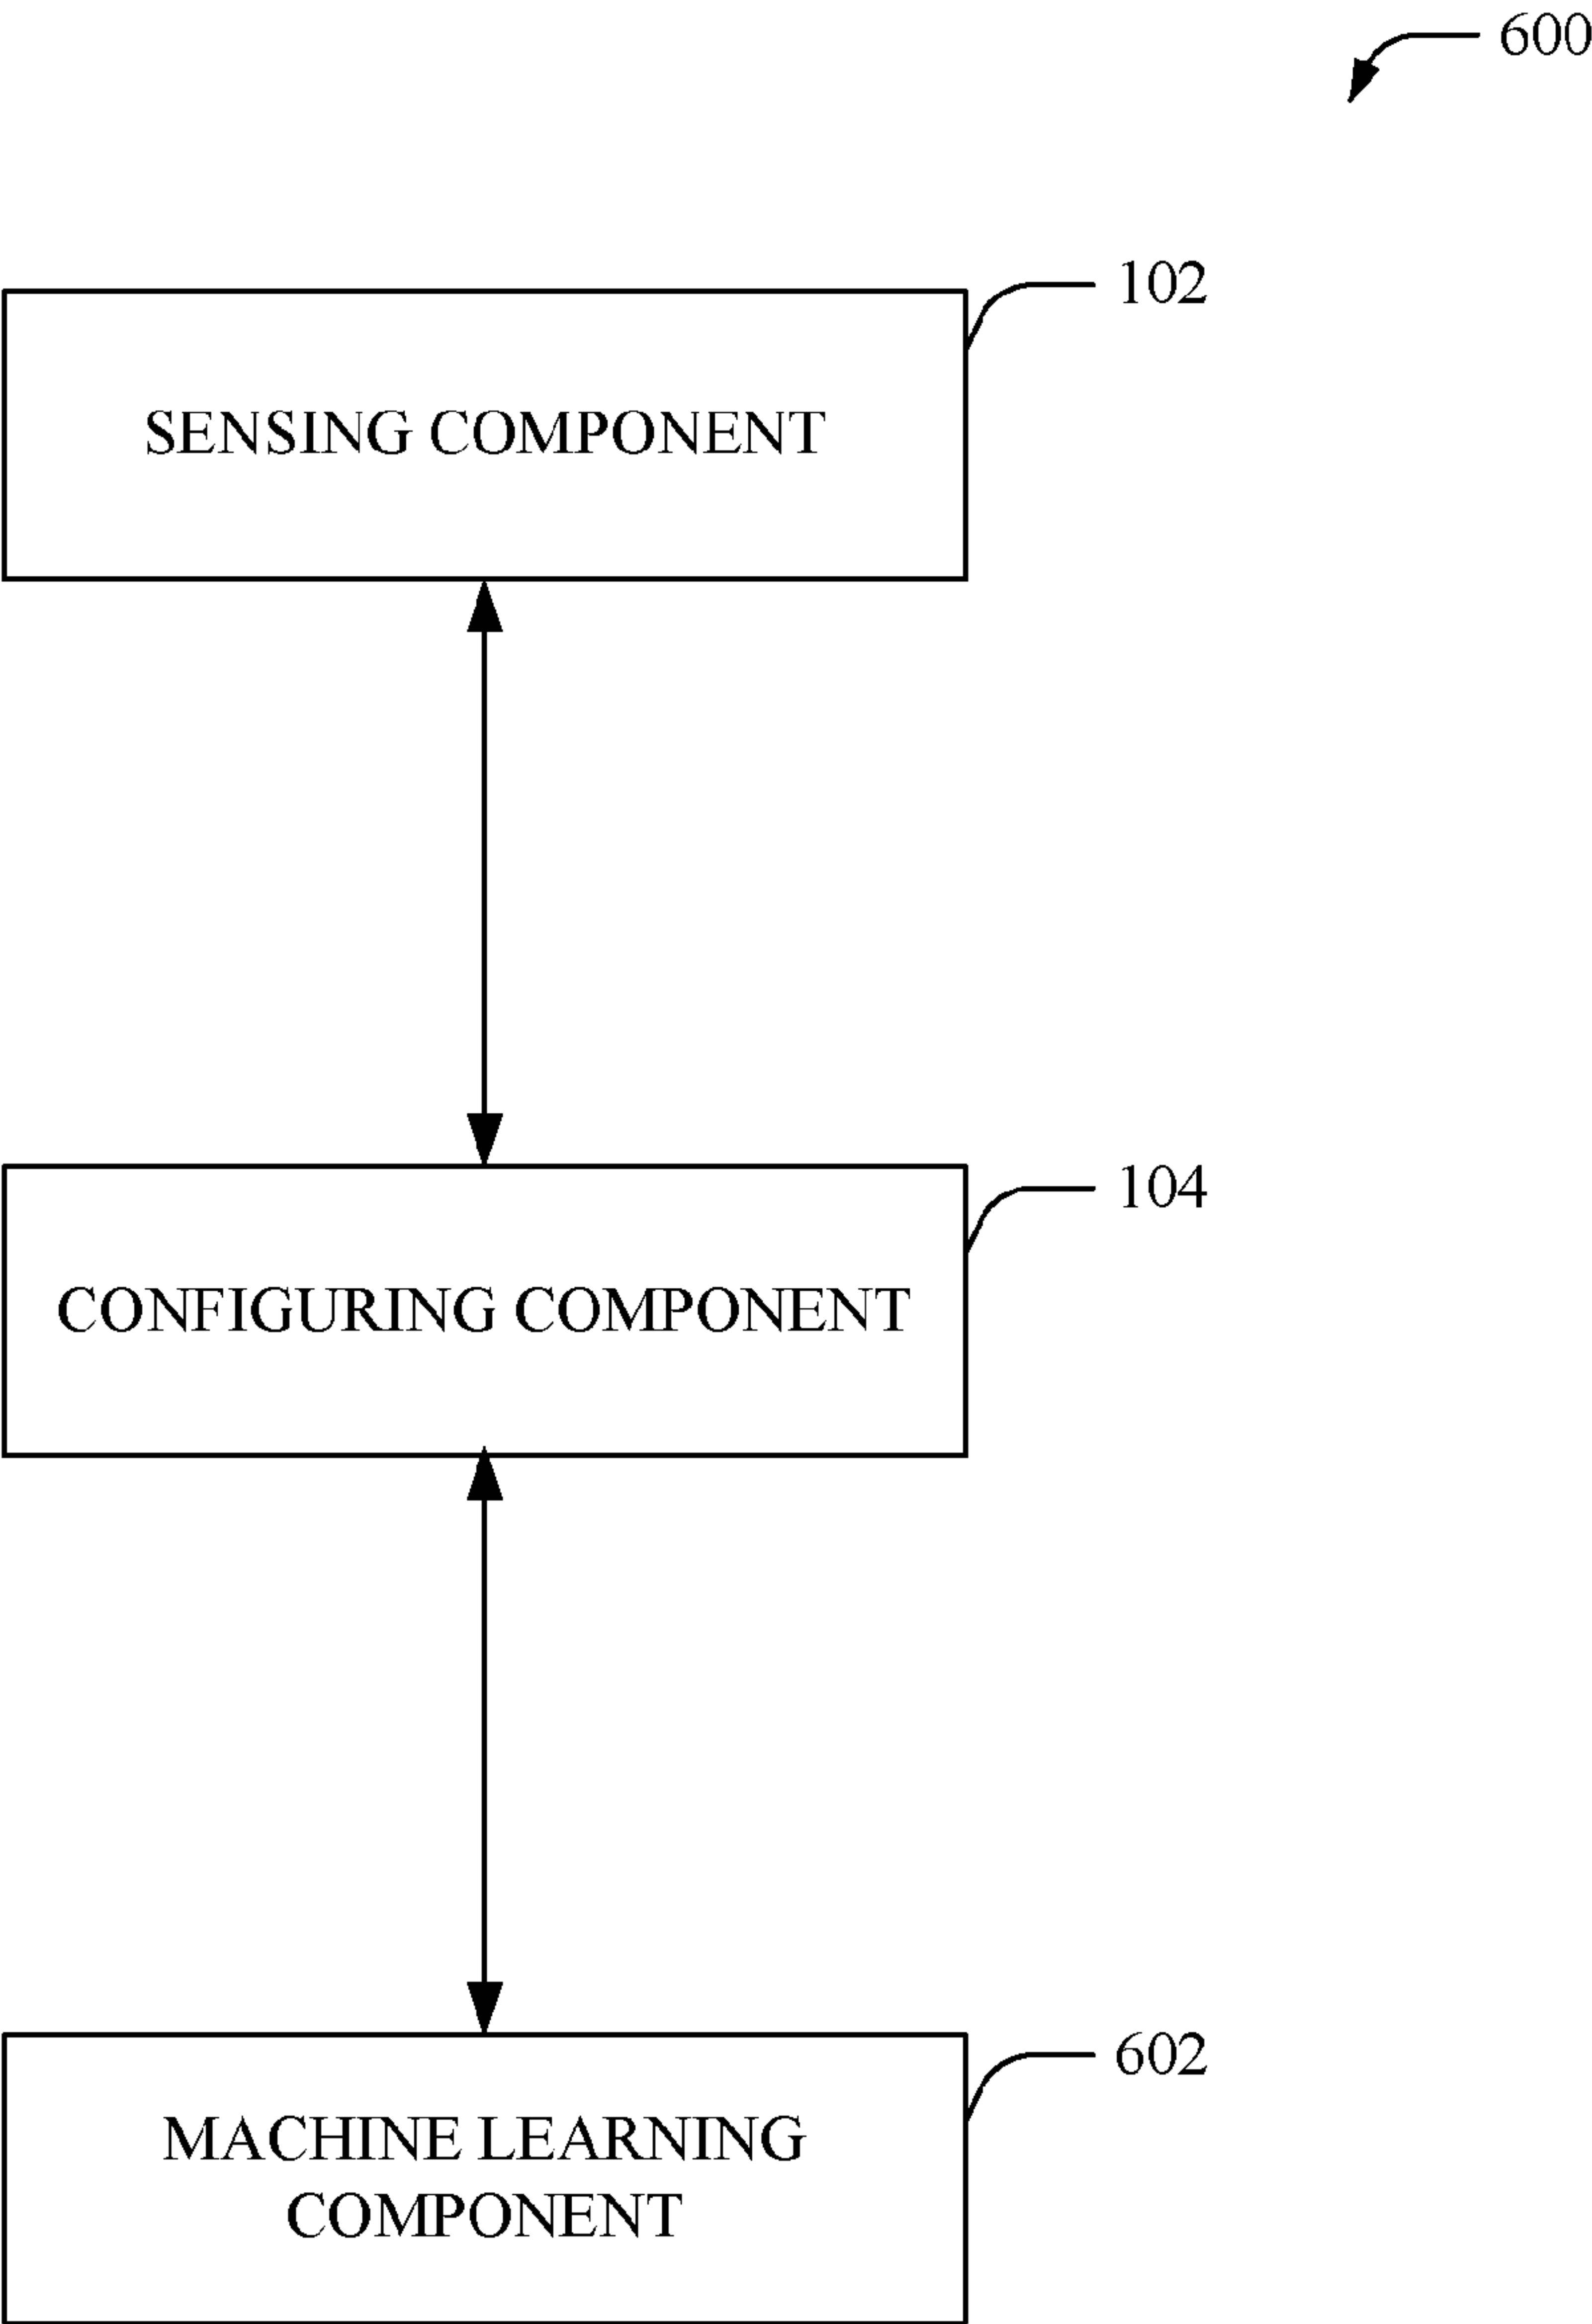 600
102
SENSING COMPONENT
104
CONFIGURING COMPONENT
602
MACHINE LEARNING
COMPONENT